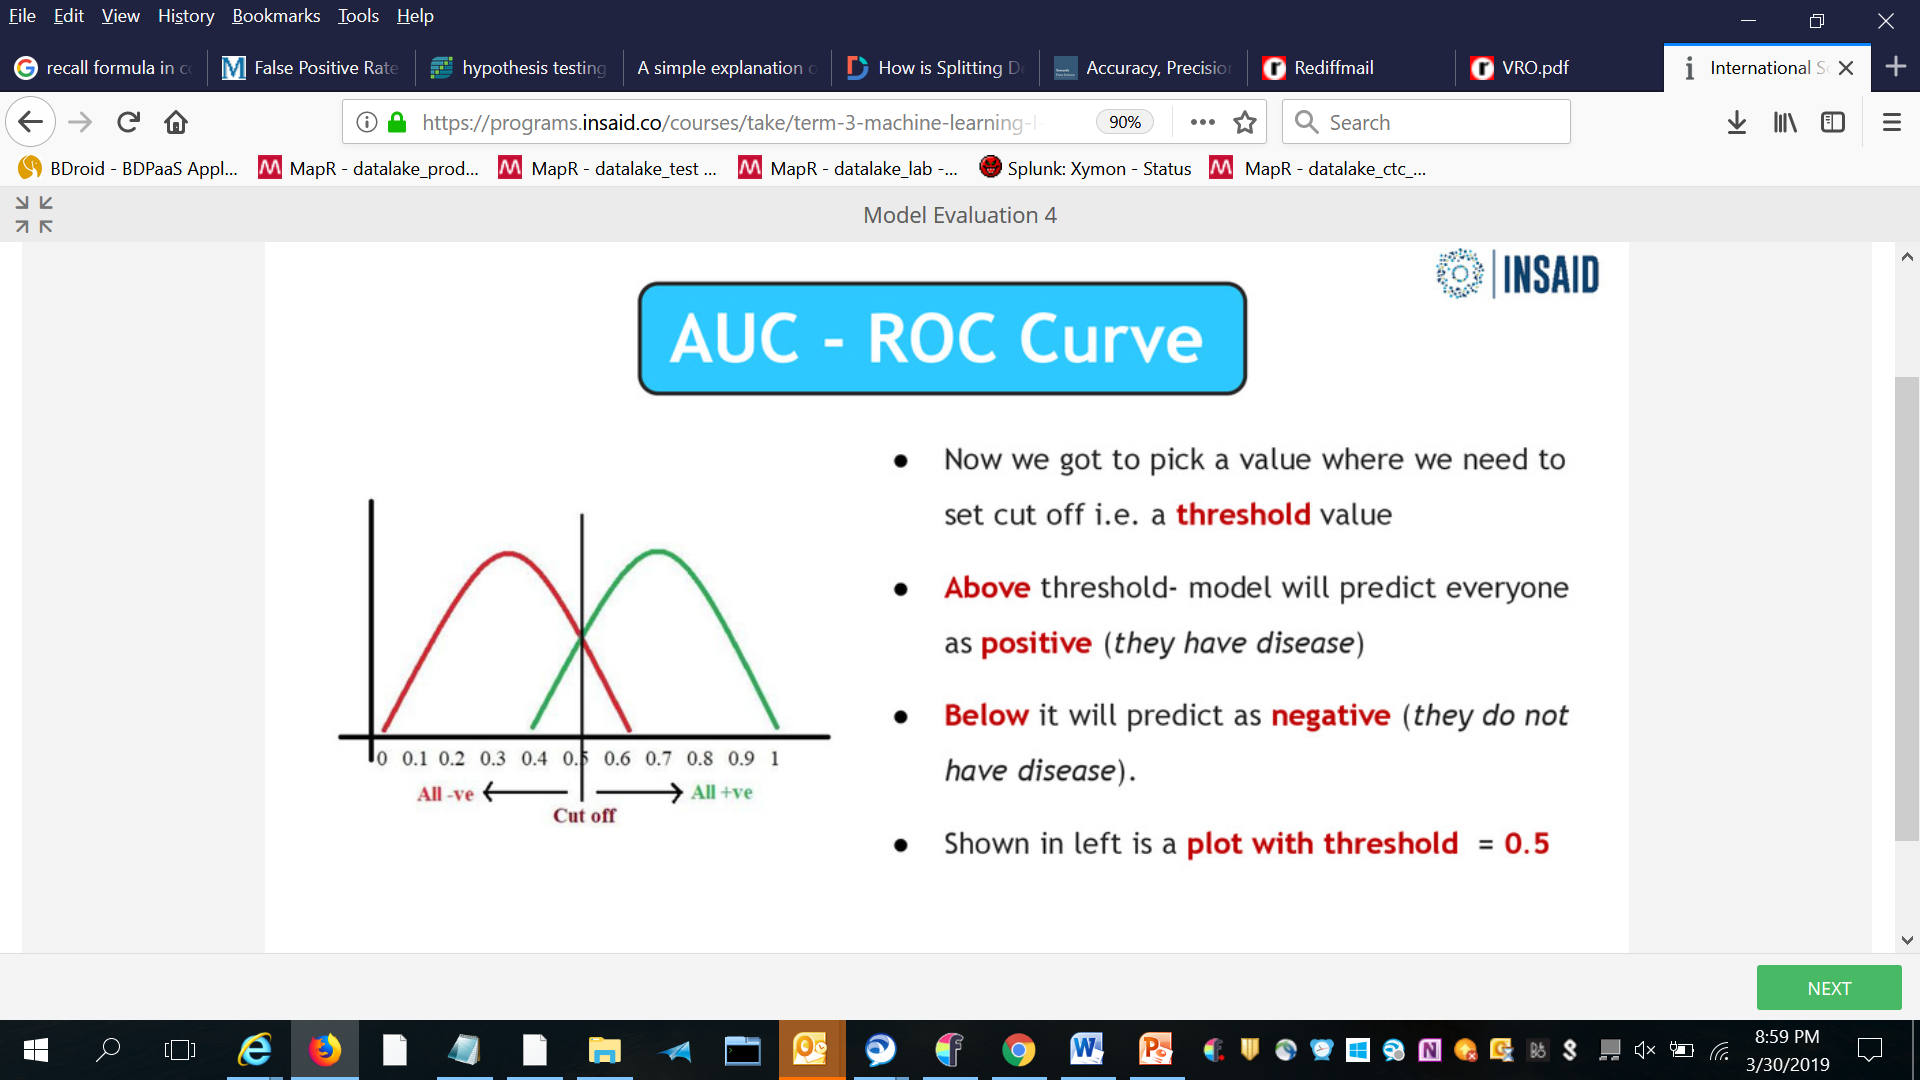 File Edit View History Bookmarks Tools Help
recall formula in c
False Positive Rate
hypothesis testing
A simple explanation
How is Splitting D
Accuracy, Precisio
Rediffmail
VRO.pdf
International S
https://programs.insaid.co/courses/take/term-3-machine-learning-l
90%
Search
BDroid - BDPaaS Appl...
MapR - datalake_prod...
MapR - datalake_test ...
MapR - datalake_lab -...
Splunk: Xymon - Status
MapR - datalake_ctc_...
Model Evaluation 4
INSAID
AUC - ROC Curve
● Now we got to pick a value where we need to
set cut off i.e. a threshold value
● Above threshold- model will predict everyone
as positive (they have disease)
● Below it will predict as negative (they do not
have disease).
● Shown in left is a plot with threshold = 0.5
0 0.1 0.2 0.3 0.4 0.5 0.6 0.7 0.8 0.9 1
All -ve
All +ve
Cut off
NEXT
8:59 PM
3/30/2019